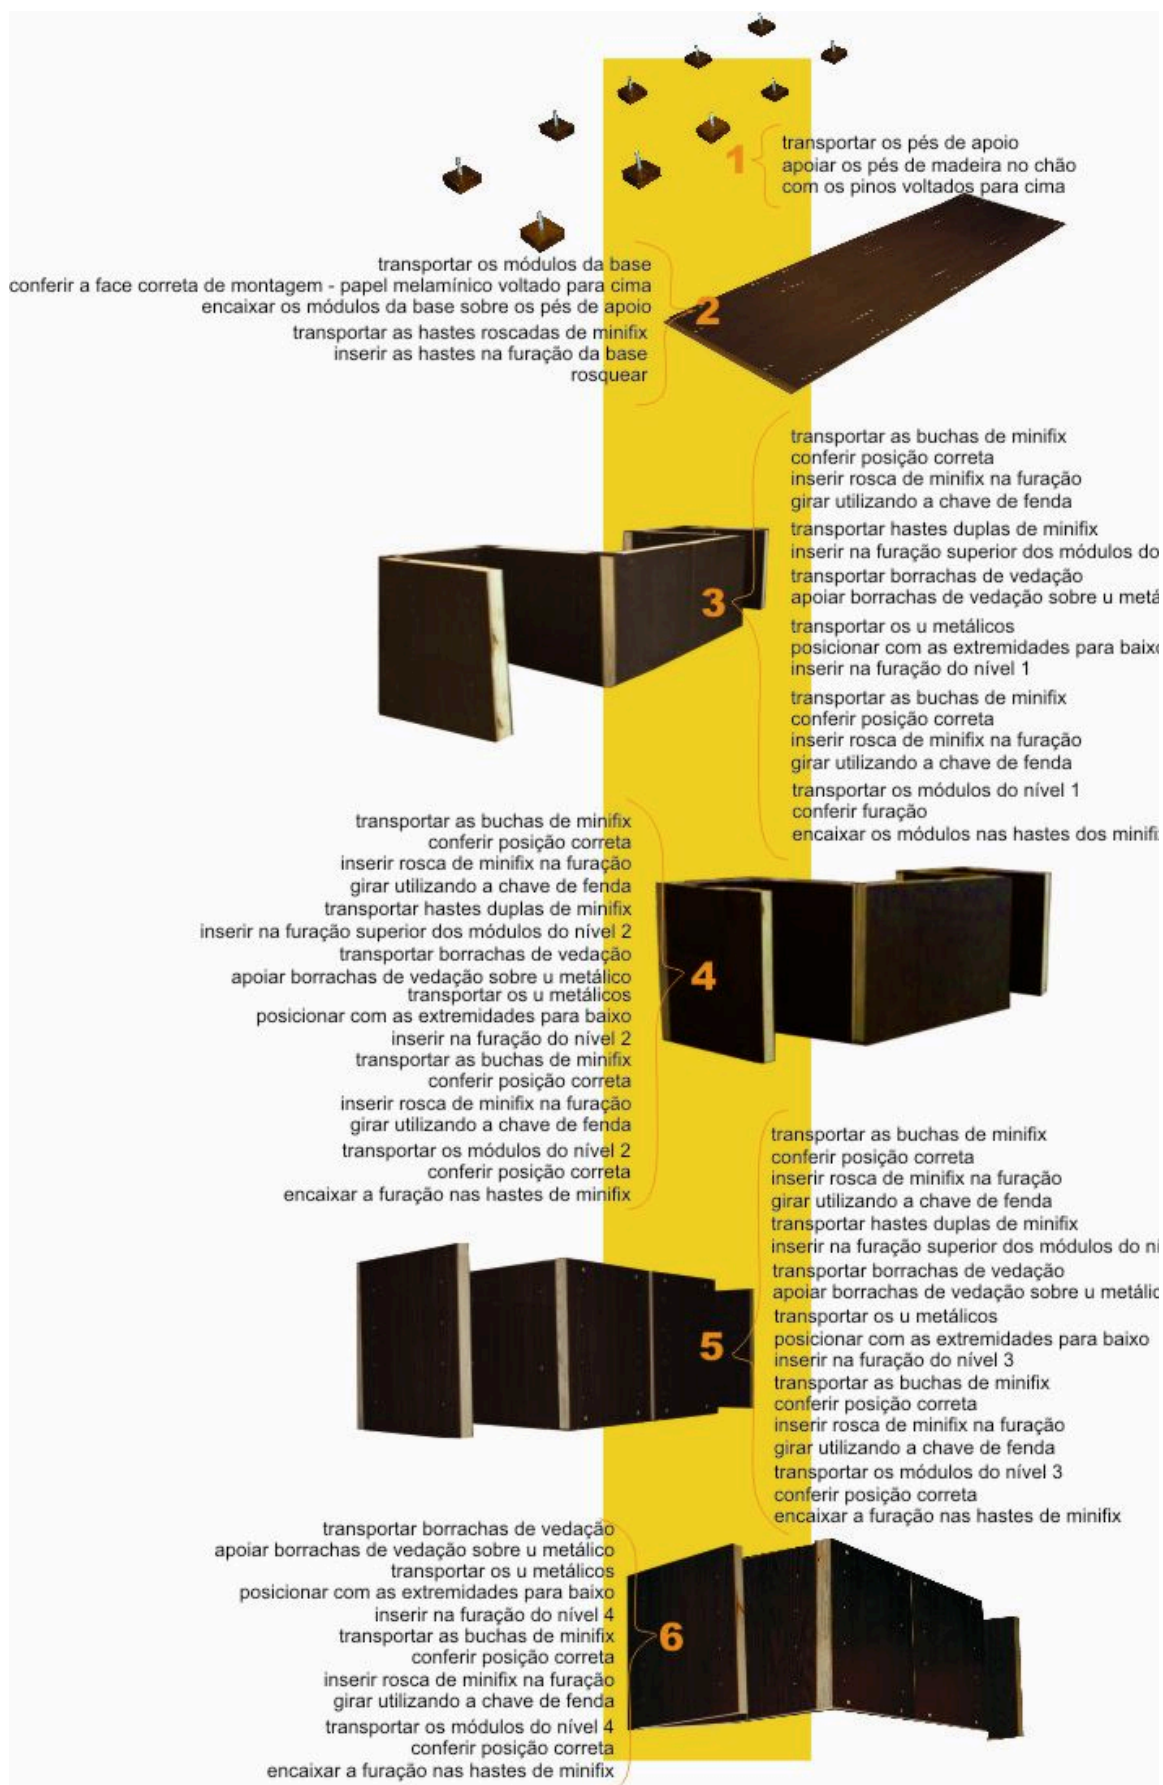 1
transportar os pés de apoio
apoiar os pés de madeira no chão
com os pinos voltados para cima
transportar os módulos da base
conferir a face correta de montagem - papel melamínico voltado para cima
encaixar os módulos da base sobre os pés de apoio
transportar as hastes roscadas de minifix
inserir as hastes na furação da base
rosquear
2
transportar as buchas de minifix
conferir posição correta
inserir rosca de minifix na furação
girar utilizando a chave de fenda
transportar hastes duplas de minifix
inserir na furação superior dos módulos do
transportar borrachas de vedação
apoiar borrachas de vedação sobre u
transportar os u metálicos
posicionar com as extremidades para
inserir na furação do nível 1
transportar as buchas de minifix
conferir posição correta
inserir rosca de minifix na furação
girar utilizando a chave de fenda
transportar os módulos do nível 1
conferir furação
encaixar os módulos nas hastes dos
3
transportar as buchas de minifix
conferir posição correta
inserir rosca de minifix na furação
girar utilizando a chave de fenda
transportar hastes duplas de minifix
inserir na furação superior dos módulos do nível 2
transportar borrachas de vedação
apoiar borrachas de vedação sobre u metálico
transportar os u metálicos
posicionar com as extremidades para baixo
inserir na furação do nível 2
transportar as buchas de minifix
conferir posição correta
inserir rosca de minifix na furação
girar utilizando a chave de fenda
transportar os módulos do nível 2
conferir posição correta
encaixar a furação nas hastes de minifix
4
transportar as buchas de minifix
conferir posição correta
inserir rosca de minifix na furação
girar utilizando a chave de fenda
transportar hastes duplas de minifix
inserir na furação superior dos módulos do
transportar borrachas de vedação
apoiar borrachas de vedação sobre u
transportar os u metálicos
posicionar com as extremidades para baixo
inserir na furação do nível 3
transportar as buchas de minifix
conferir posição correta
inserir rosca de minifix na furação
girar utilizando a chave de fenda
transportar os módulos do nível 3
conferir posição correta
encaixar a furação nas hastes de minifix
5
transportar borrachas de vedação
apoiar borrachas de vedação sobre u metálico
transportar os u metálicos
posicionar com as extremidades para baixo
inserir na furação do nível 4
transportar as buchas de minifix
conferir posição correta
inserir rosca de minifix na furação
girar utilizando a chave de fenda
transportar os módulos do nível 4
conferir posição correta
encaixar a furação nas hastes de minifix
6